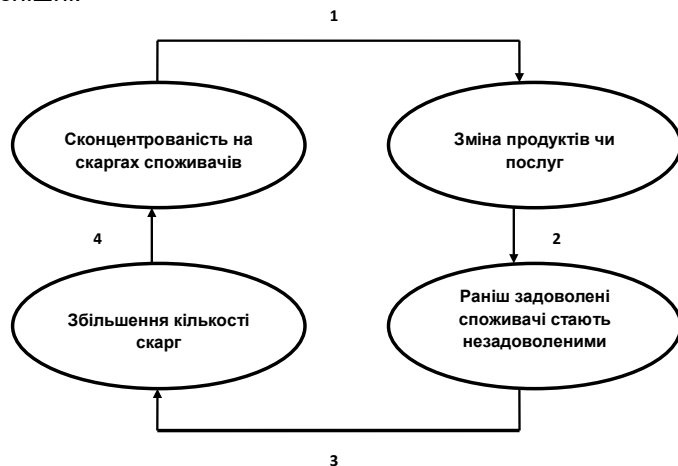 1
Сконцентрованість на
скаргах споживачів
Зміна продуктів чи
послуг
4
2
Збільшення кількості
скарг
Раніш задоволені
споживачі стають
незадоволеними
3